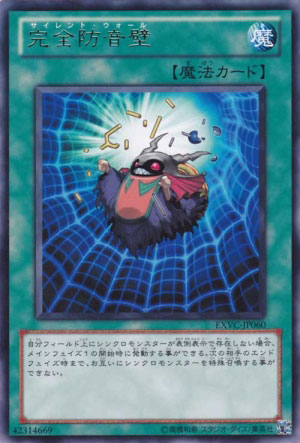 サイレント・ウォール
完全防音壁
魔
【魔法カード】
EXVC-JP060
自分フィールド上にシンクロモンスターが表側表示で存在しない場合、
メインフェイズ1の開始時に発動する事ができる。次の相手のエンド
フェイズ時まで、お互いにシンクロモンスターを特殊召喚する事が
できない。
42314669
©高橋和希 スタジオ・ダイス/集英社